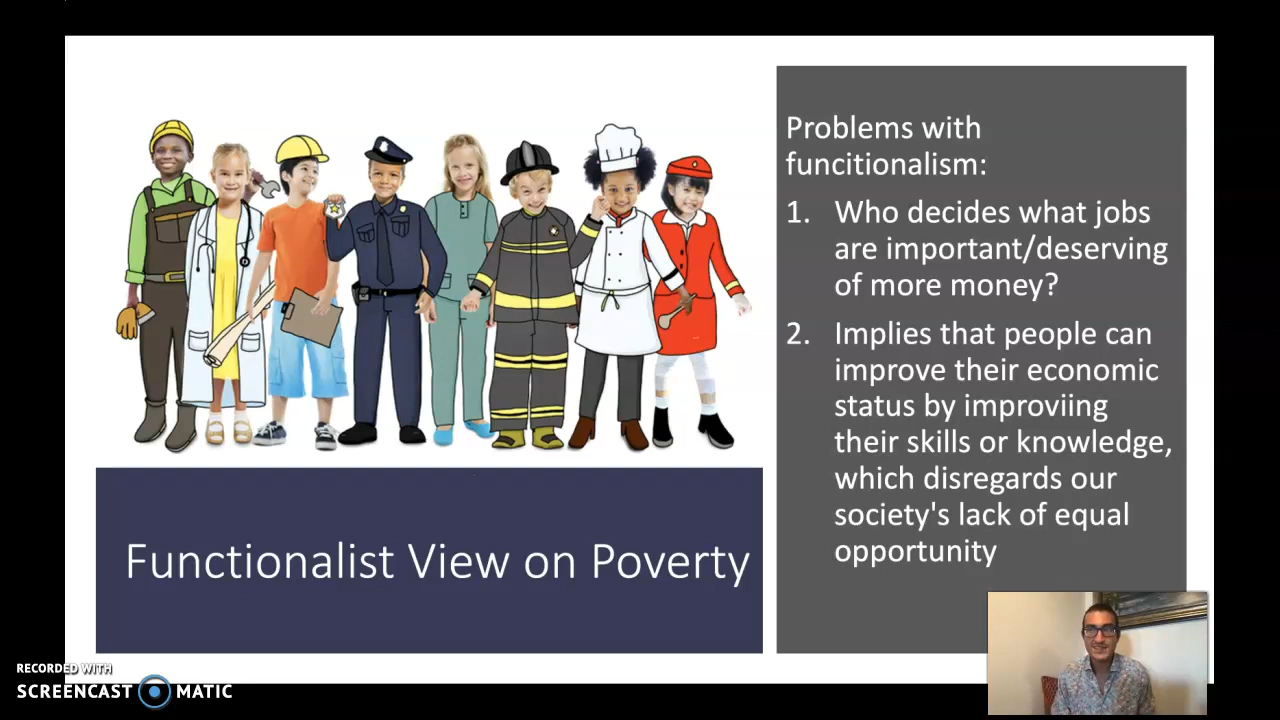 Problems with
funcitionalism:
1. Who decides what jobs
are important/deserving
of more money?
2. Implies that people can
improve their economic
status by improviing
their skills or knowledge,
which disregards our
society's lack of equal
opportunity
Functionalist View on Poverty
RECORDED WITH
SCREENCAST MATIC